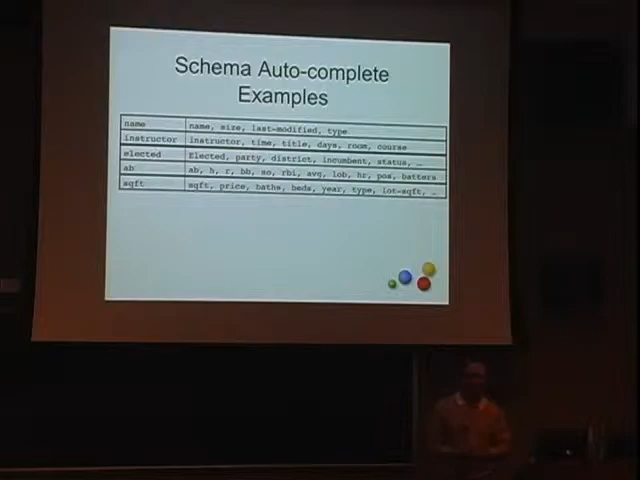 Schema Auto-complete
Examples
name name, size, last-modified, type
instructor instructor, time, title, days, room, course
elected Elected, party, district, incumbent, status, …
ab ab, h, r, bb, so, rbi, avg, lob, hr, pos, batters
sqft sqft, price, baths, beds, year, type, lot-sqft, …